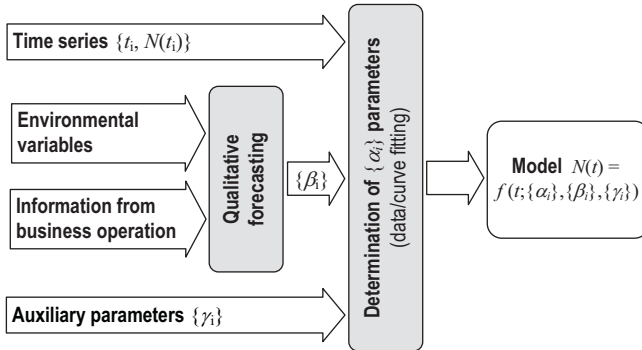 Time series {tᵢ, N(tᵢ)}
Environmental
variables
Information from
business operation
Qualitative
forecasting
{βᵢ}
Auxiliary parameters {γᵢ}
Determination of {αᵢ} parameters
(data/curve fitting)
Model N(t) =
f(t;{αᵢ},{βᵢ},{γᵢ})